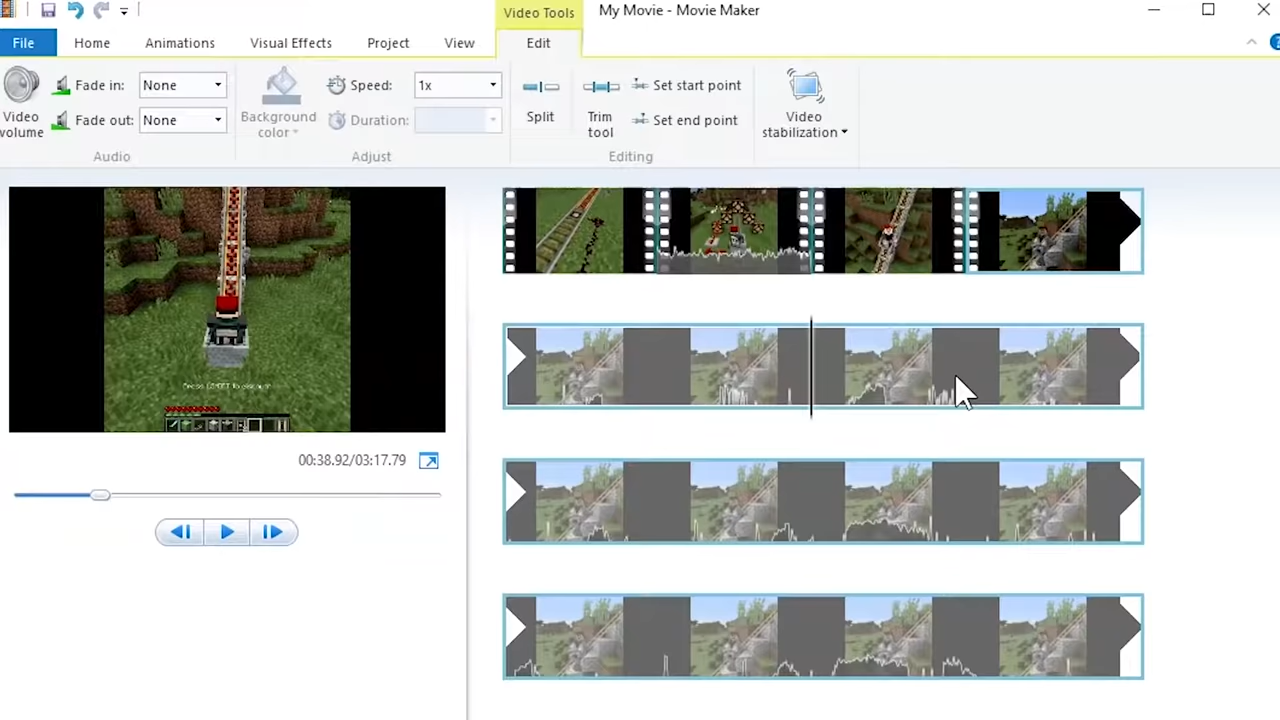 Video Tools
My Movie - Movie Maker
File
Home
Animations
Visual Effects
Project
View
Edit
Video
volume
Fade in:
None
Fade out:
None
Audio
Background
color
Speed:
1x
Duration:
Adjust
Split
Trim
tool
Set start point
Set end point
Editing
Video
stabilization
00:38.92/03:17.79